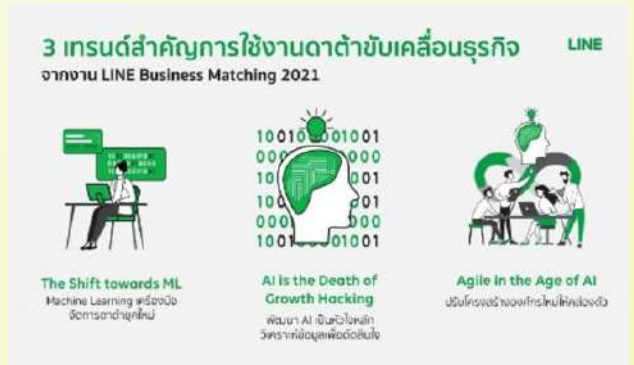 3 เทรนด์สำคัญการใช้งานดาต้าขับเคลื่อนธุรกิจ
LINE
จากงาน LINE Business Matching 2021
The Shift towards ML
Machine Learning เครื่องมือ
จัดการดาต้ายุคใหม่
AI is the Death of
Growth Hacking
พัฒนา AI เป็นหัวใจหลัก
วิเคราะห์ข้อมูลเพื่อตัดสินใจ
Agile in the Age of AI
ปรับโครงสร้างองค์กรใหม่ให้คล่องตัว